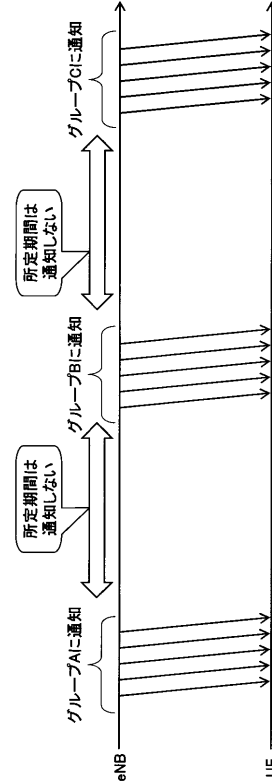 グループAに通知
所定期間は
通知しない
グループBに通知
所定期間は
通知しない
グループCに通知
eNB
UE